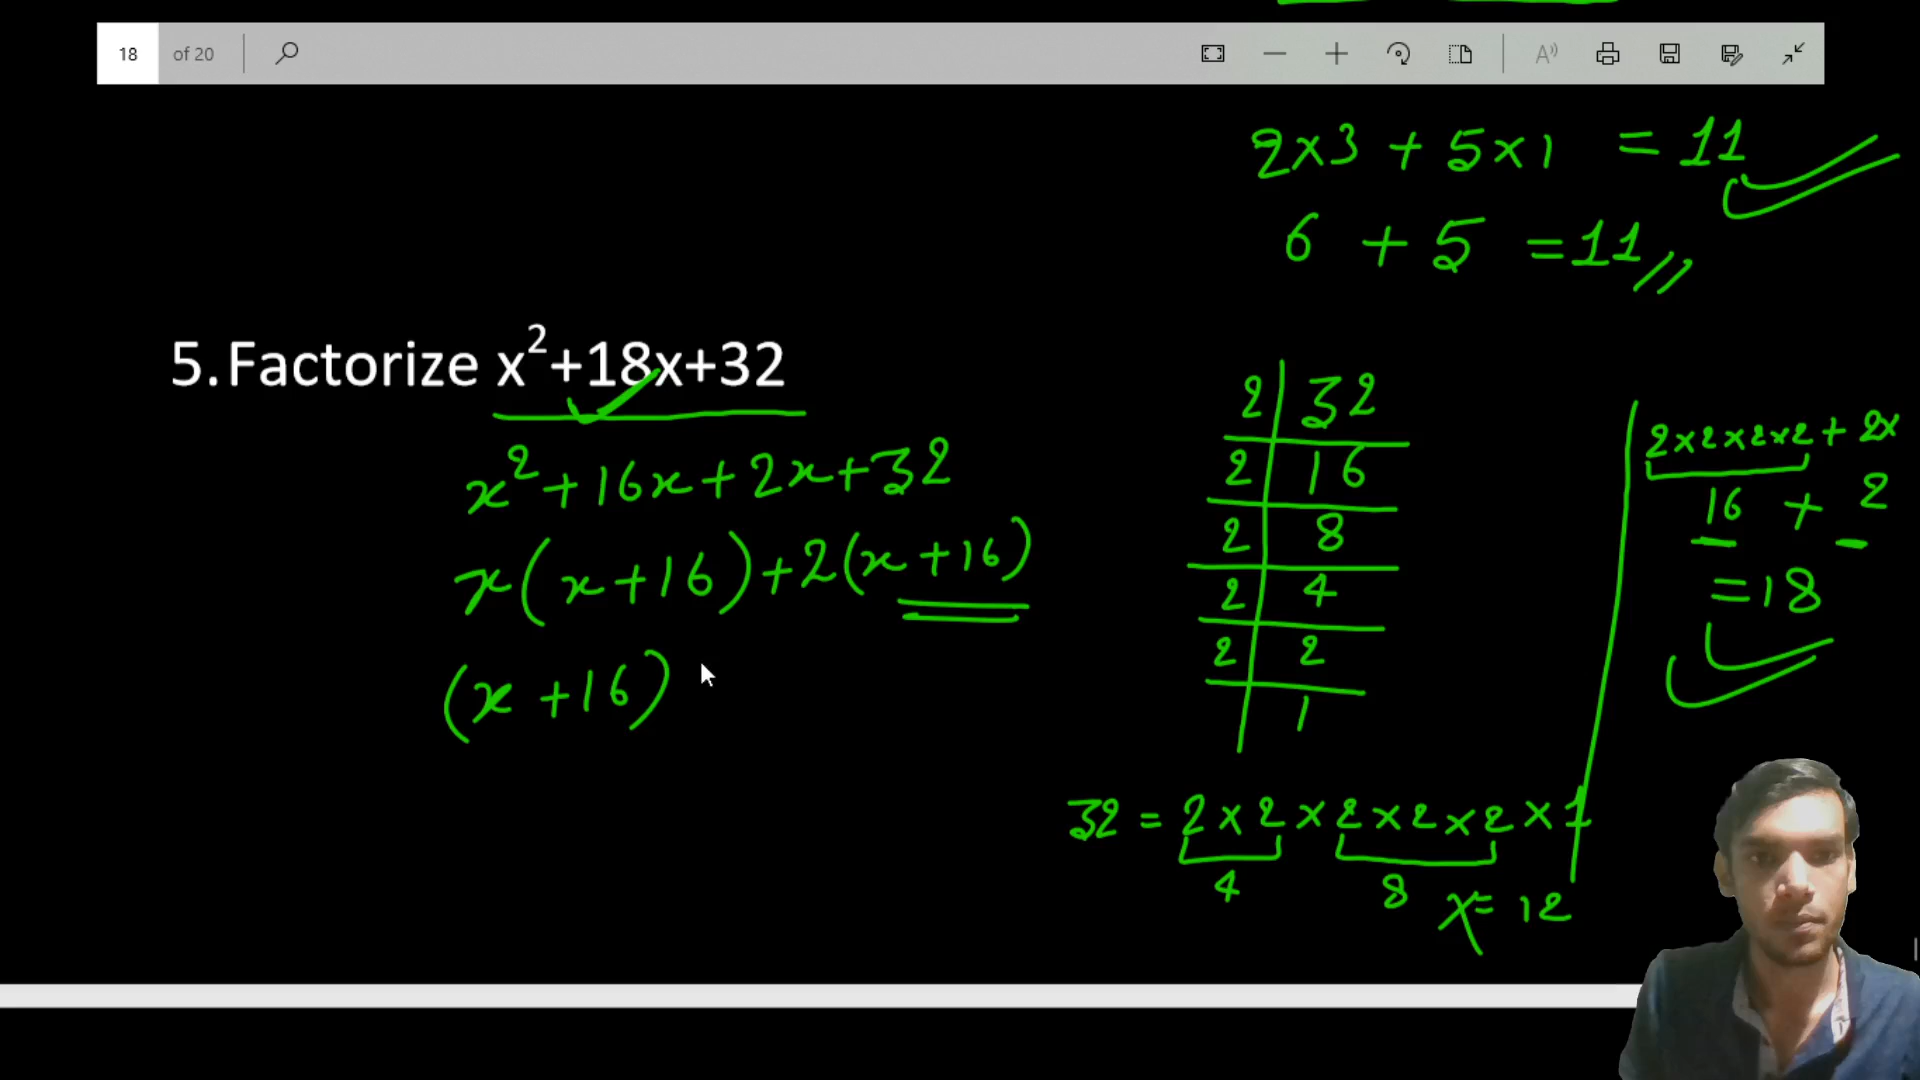 18 of 20
2x3 + 5x1 = 11
6 + 5 = 11
5. Factorize x²+18x+32
x²+16x+2x+32
x(x+16)+2(x+16)
(x+16)
2 32
2 16
2 8
2 4
2 2
1
32 = 2x2x2x2x2x1
4 8 = 12
2x2x2x2+2x
16 + 2
=18